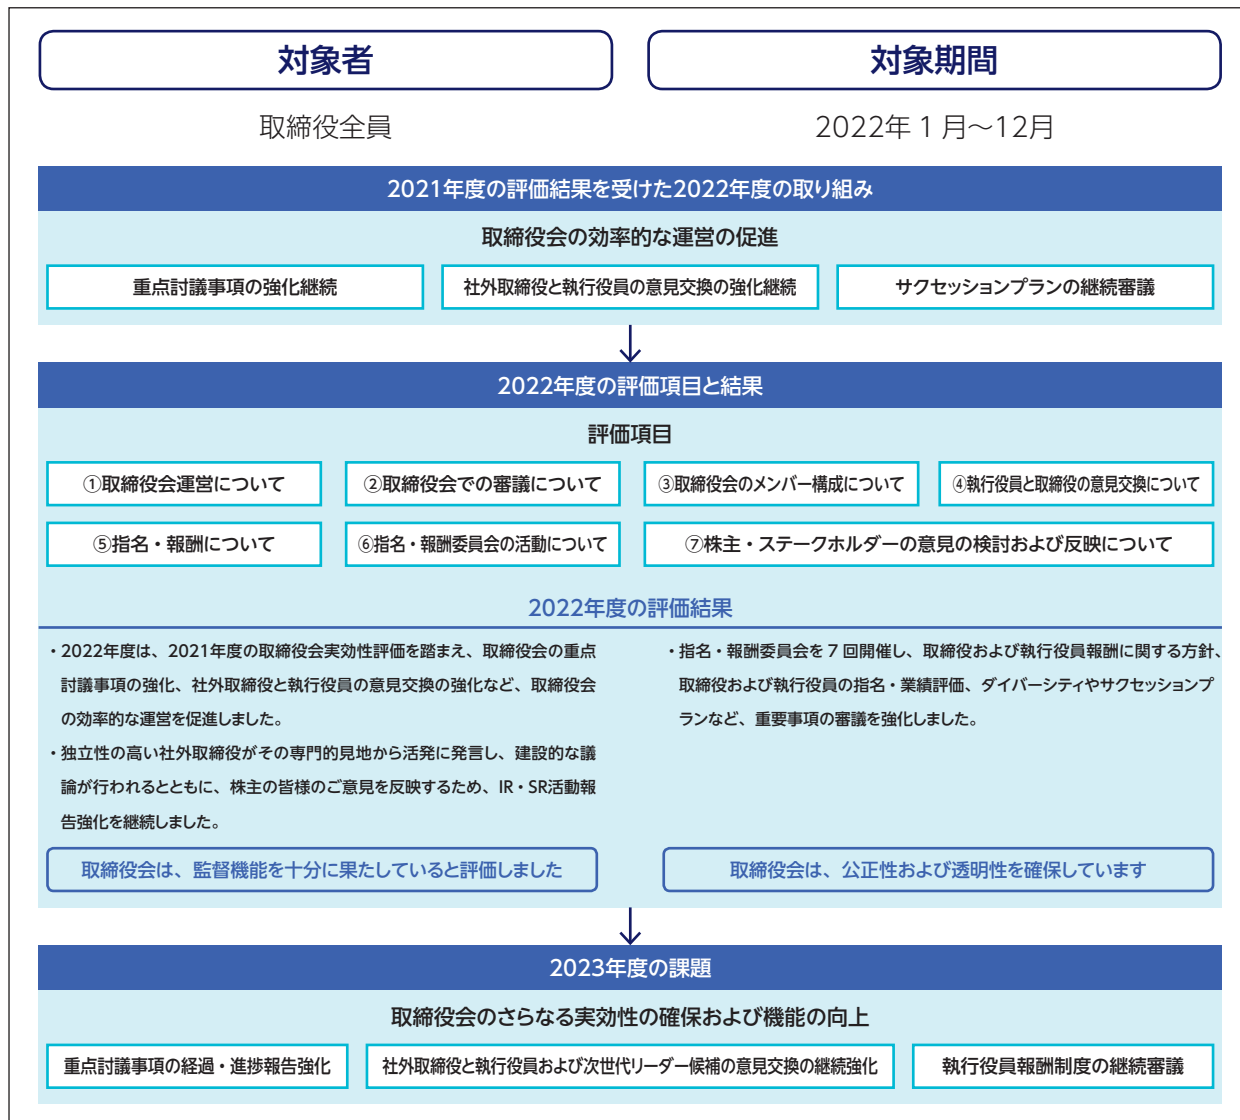 対象者
対象期間
取締役全員
2022年1月～12月
2021年度の評価結果を受けた2022年度の取り組み
取締役会の効率的な運営の促進
重点討議事項の強化継続
社外取締役と執行役員の意見交換の強化継続
サクセッションプランの継続審議
2022年度の評価項目と結果
評価項目
①取締役会運営について
②取締役会での審議について
③取締役会のメンバー構成について
④執行役員と取締役の意見交換について
⑤指名・報酬について
⑥指名・報酬委員会の活動について
⑦株主・ステークホルダーの意見の検討および反映について
2022年度の評価結果
・2022年度は、2021年度の取締役会実効性評価を踏まえ、取締役会の重点
討議事項の強化、社外取締役と執行役員の意見交換の強化など、取締役会
の効率的な運営を促進しました。
・独立性の高い社外取締役がその専門的見地から活発に発言し、建設的な議
論が行われるとともに、株主の皆様のご意見を反映するため、IR・SR活動報
告強化を継続しました。
取締役会は、監督機能を十分に果たしていると評価しました
・指名・報酬委員会を7回開催し、取締役および執行役員報酬に関する方針、
取締役および執行役員の指名・業績評価、ダイバーシティやサクセッションプ
ランなど、重要事項の審議を強化しました。
取締役会は、公正性および透明性を確保しています
2023年度の課題
取締役会のさらなる実効性の確保および機能の向上
重点討議事項の経過・進捗報告強化
社外取締役と執行役員および次世代リーダー候補の意見交換の継続強化
執行役員報酬制度の継続審議